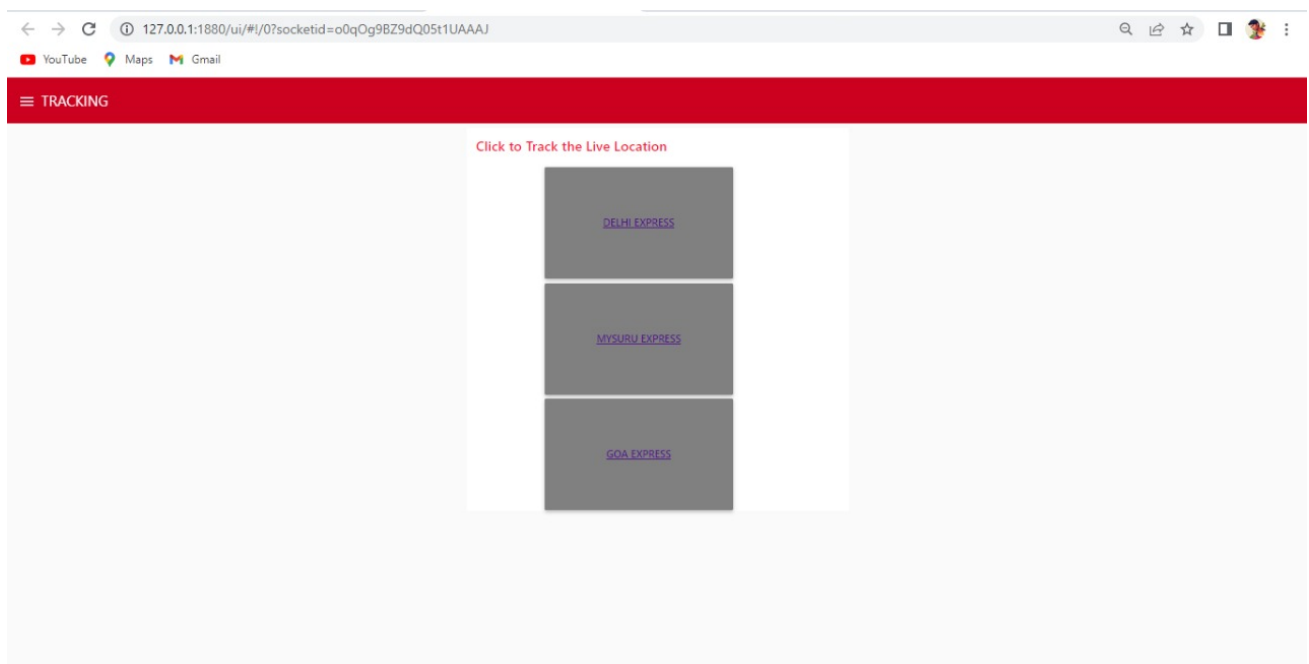 127.0.0.1:1880/ui/#!/0?socketid=o0qOg9BZ9dQ05t1UAAAJ
YouTube Maps Gmail
TRACKING
Click to Track the Live Location
DELHI EXPRESS
MYSURU EXPRESS
GOA EXPRESS